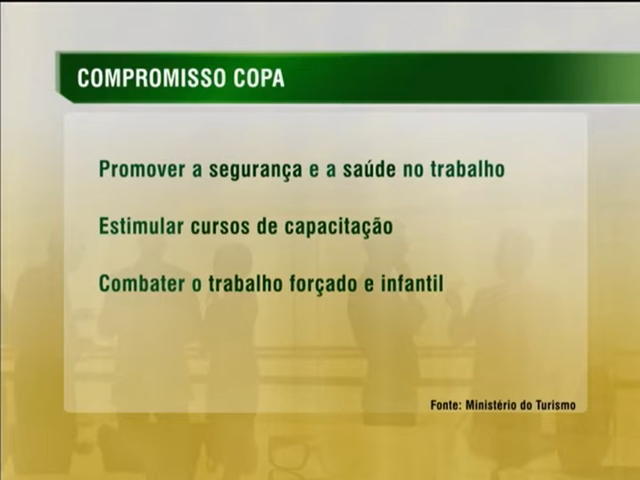 COMPROMISSO COPA
Promover a segurança e a saúde no trabalho
Estimular cursos de capacitação
Combater o trabalho forçado e infantil
Fonte: Ministério do Turismo